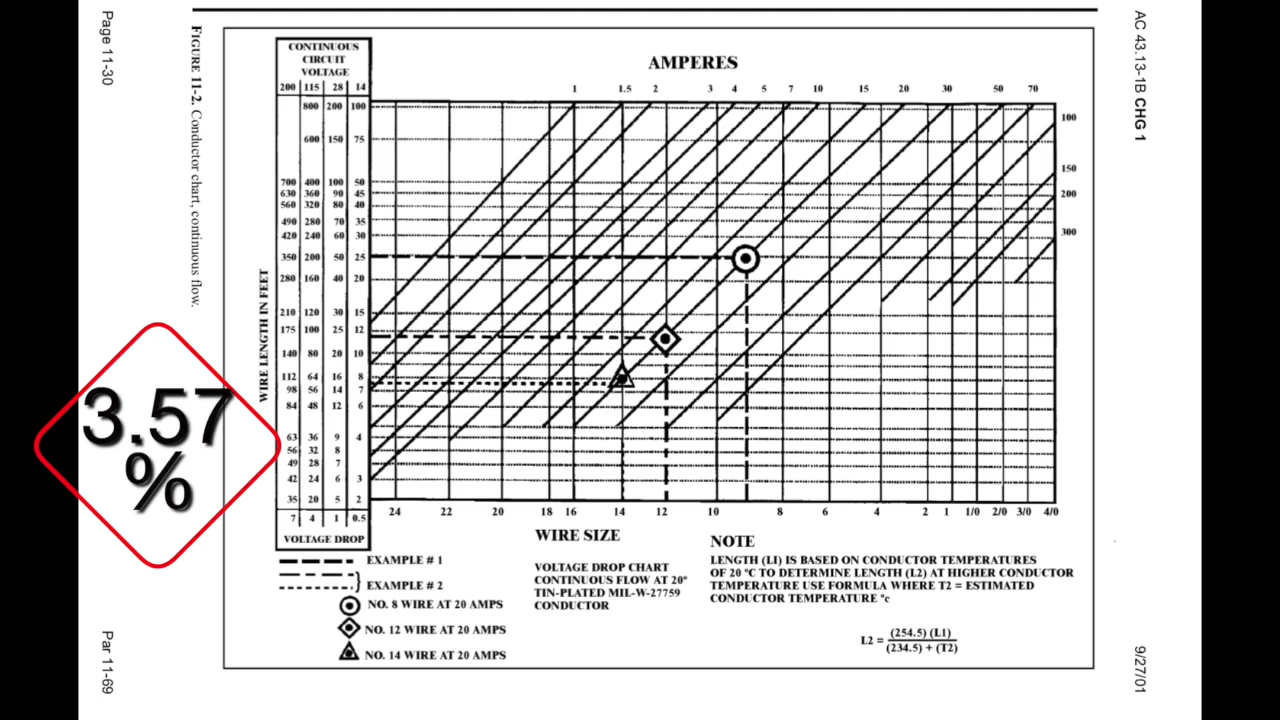 Page 11-30
FIGURE 11-2. Conductor chart, continuous flow.
Par 11-69
AC 43.13-1B CHG 1
9/27/01
3.57
%
CONTINUOUS
CIRCUIT
VOLTAGE
200 115 28 14
AMPERES
1 1.5 2 3 4 5 7 10 15 20 30 50 70
100
150
200
300
WIRE LENGTH IN FEET
800 200 100
600 150 75
700 400 100 50
630 360 90 45
560 320 80 40
490 280 70 35
420 240 60 30
350 200 50 25
280 160 40 20
210 120 30 15
175 100 25 12
140 80 20 10
112 64 16 8
98 56 14 7
84 48 12 6
63 36 9 4
56 32 8
49 28 7
42 24 6 3
35 20 5 2
7 4 1 0.5
VOLTAGE DROP
24 22 20 18 16 14 12 10 8 6 4 2 1 1/0 2/0 3/0 4/0
WIRE SIZE
EXAMPLE # 1
EXAMPLE # 2
NO. 8 WIRE AT 20 AMPS
NO. 12 WIRE AT 20 AMPS
NO. 14 WIRE AT 20 AMPS
VOLTAGE DROP CHART
CONTINUOUS FLOW AT 20°
TIN-PLATED MIL-W-27759
CONDUCTOR
NOTE
LENGTH (LI) IS BASED ON CONDUCTOR TEMPERATURES
OF 20 °C TO DETERMINE LENGTH (L2) AT HIGHER CONDUCTOR
TEMPERATURE USE FORMULA WHERE T2 = ESTIMATED
CONDUCTOR TEMPERATURE °c
L2 = (254.5) (L1)
(234.5) + (T2)